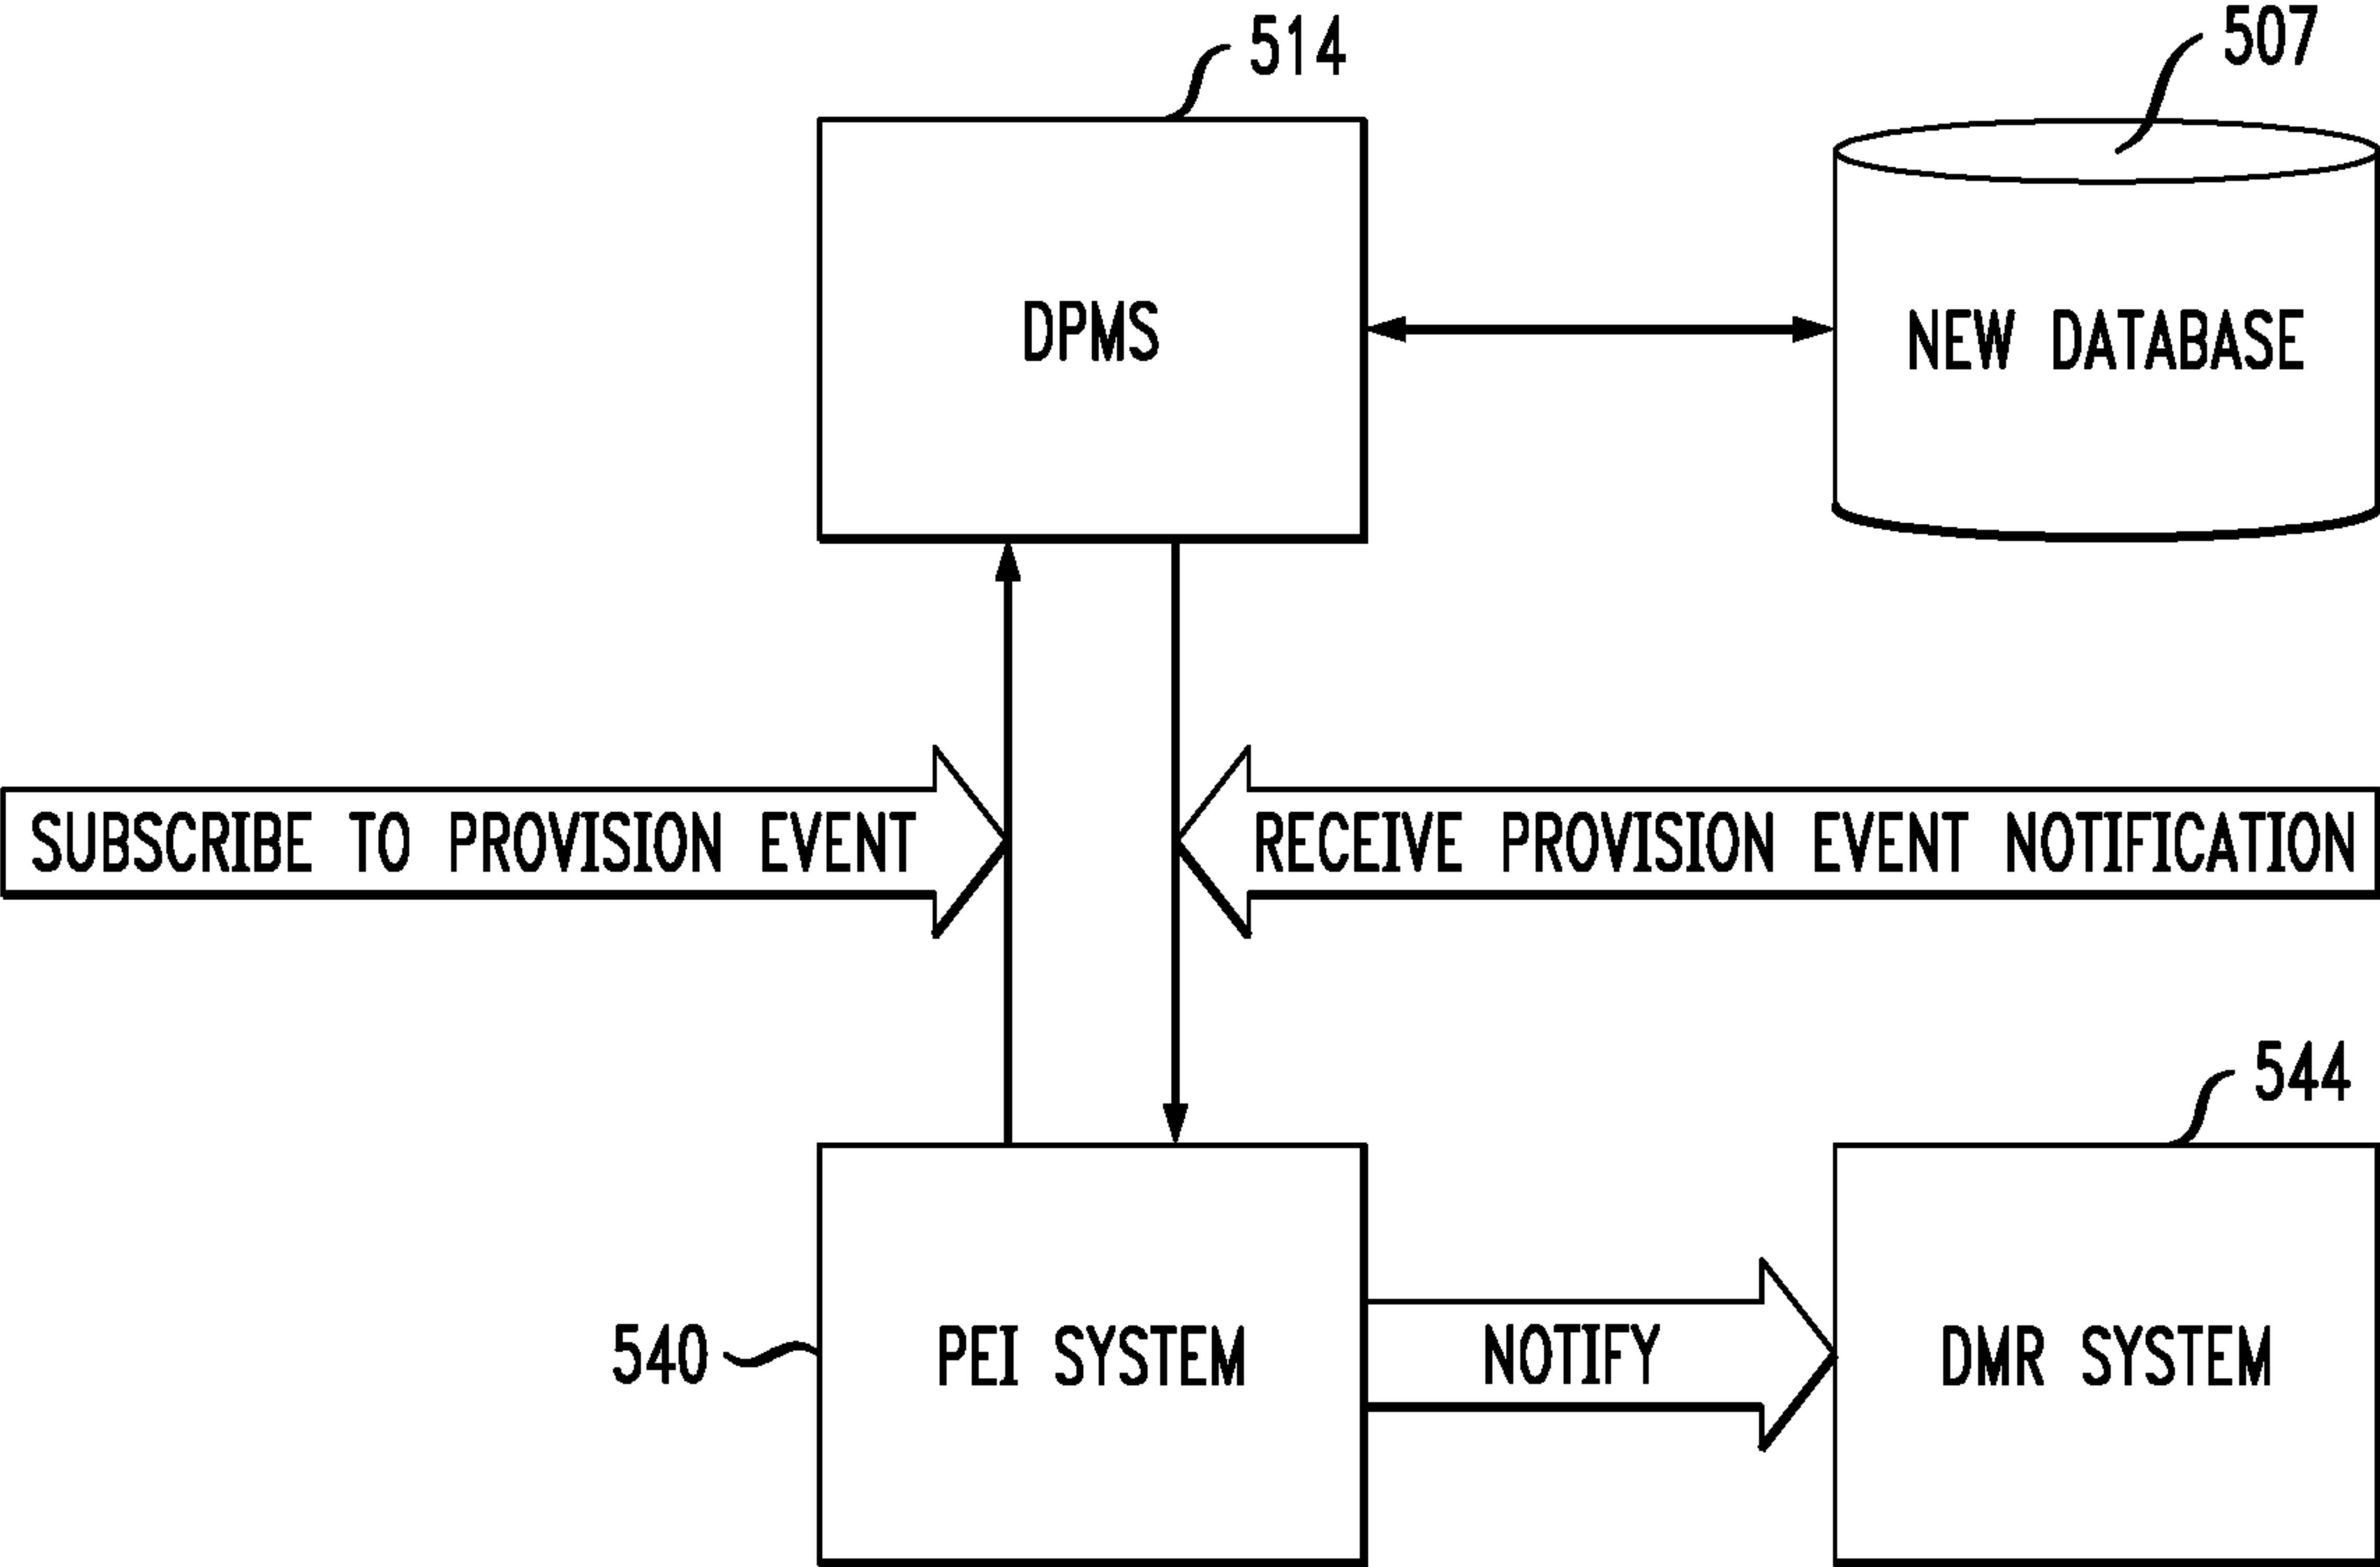 514
507
DPMS
NEW DATABASE
SUBSCRIBE TO PROVISION EVENT
RECEIVE PROVISION EVENT NOTIFICATION
544
540
PEI SYSTEM
NOTIFY
DMR SYSTEM